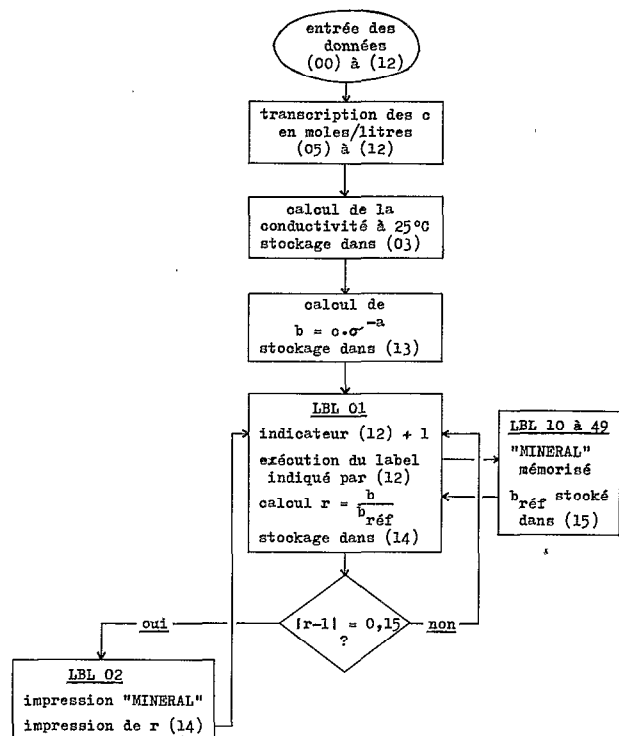 entrée des
données
(00) à (12)
transcription des c
en moles/litres
(05) à (12)
calcul de la
conductivité à 25°C
stockage dans (03)
calcul de
b = c.σ^-a
stockage dans (13)
LBL 01
indicateur (12) + 1
exécution du label
indiqué par (12)
calcul r = b/b réf
stockage dans (14)
LBL 10 à 49
"MINERAL"
mémorisé
b réf stocké
dans (15)
|r-1| = 0,15
?
oui
non
LBL 02
impression "MINERAL"
impression de r (14)